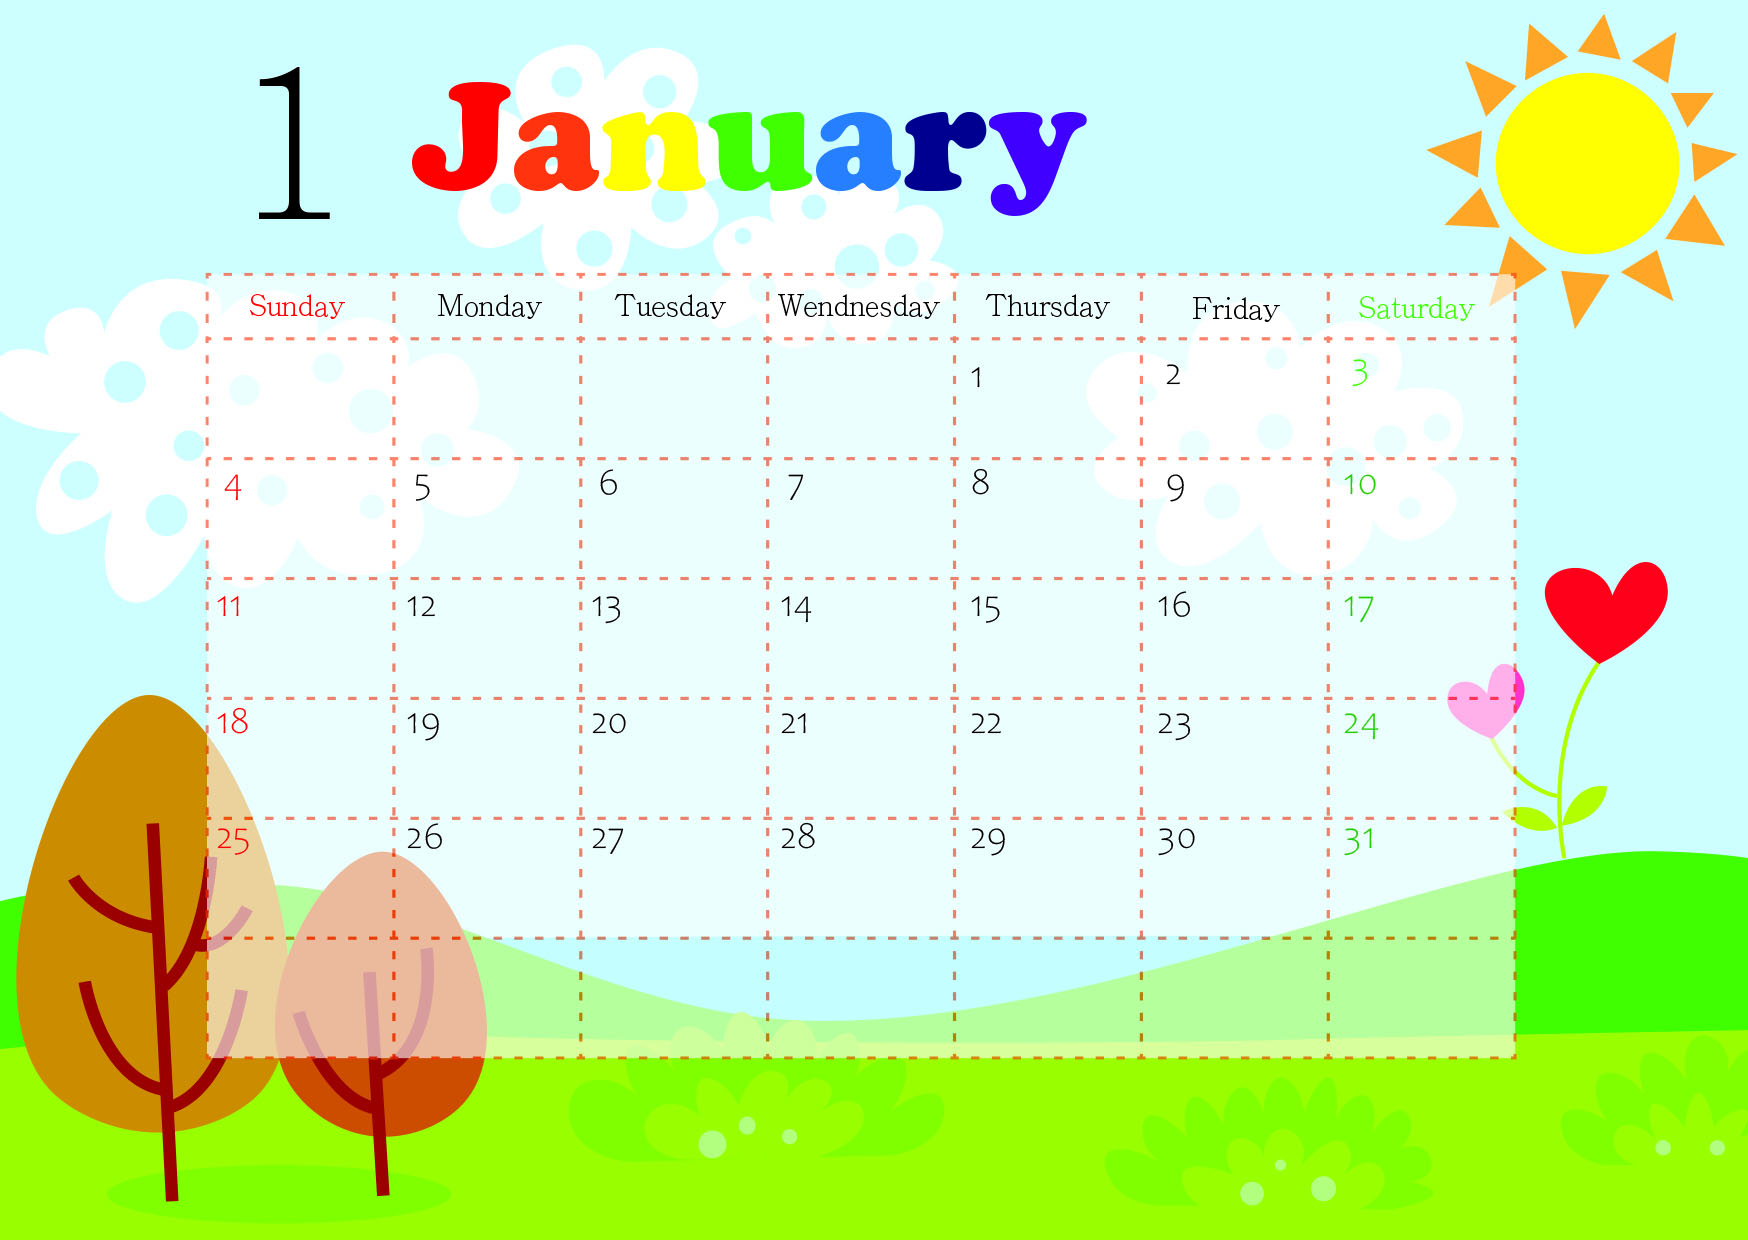 1 January
Sunday Monday Tuesday Wendnesday Thursday Friday Saturday
1 2 3
4 5 6 7 8 9 10
11 12 13 14 15 16 17
18 19 20 21 22 23 24
25 26 27 28 29 30 31